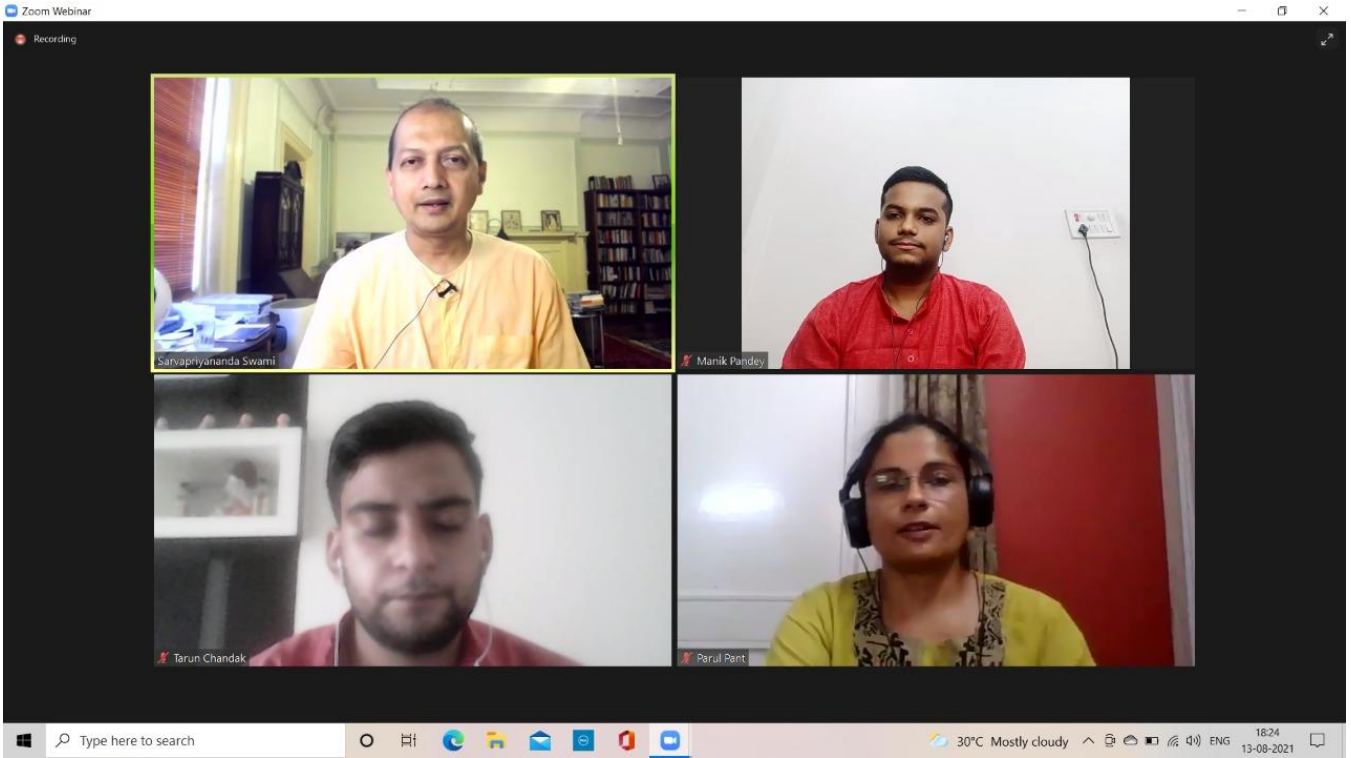 Zoom Webinar
Recording
Sarvapriyananda Swami
Manik Pandey
Tarun Chandak
Parul Pant
Type here to search
30°C Mostly cloudy
ENG
18:24
13-08-2021